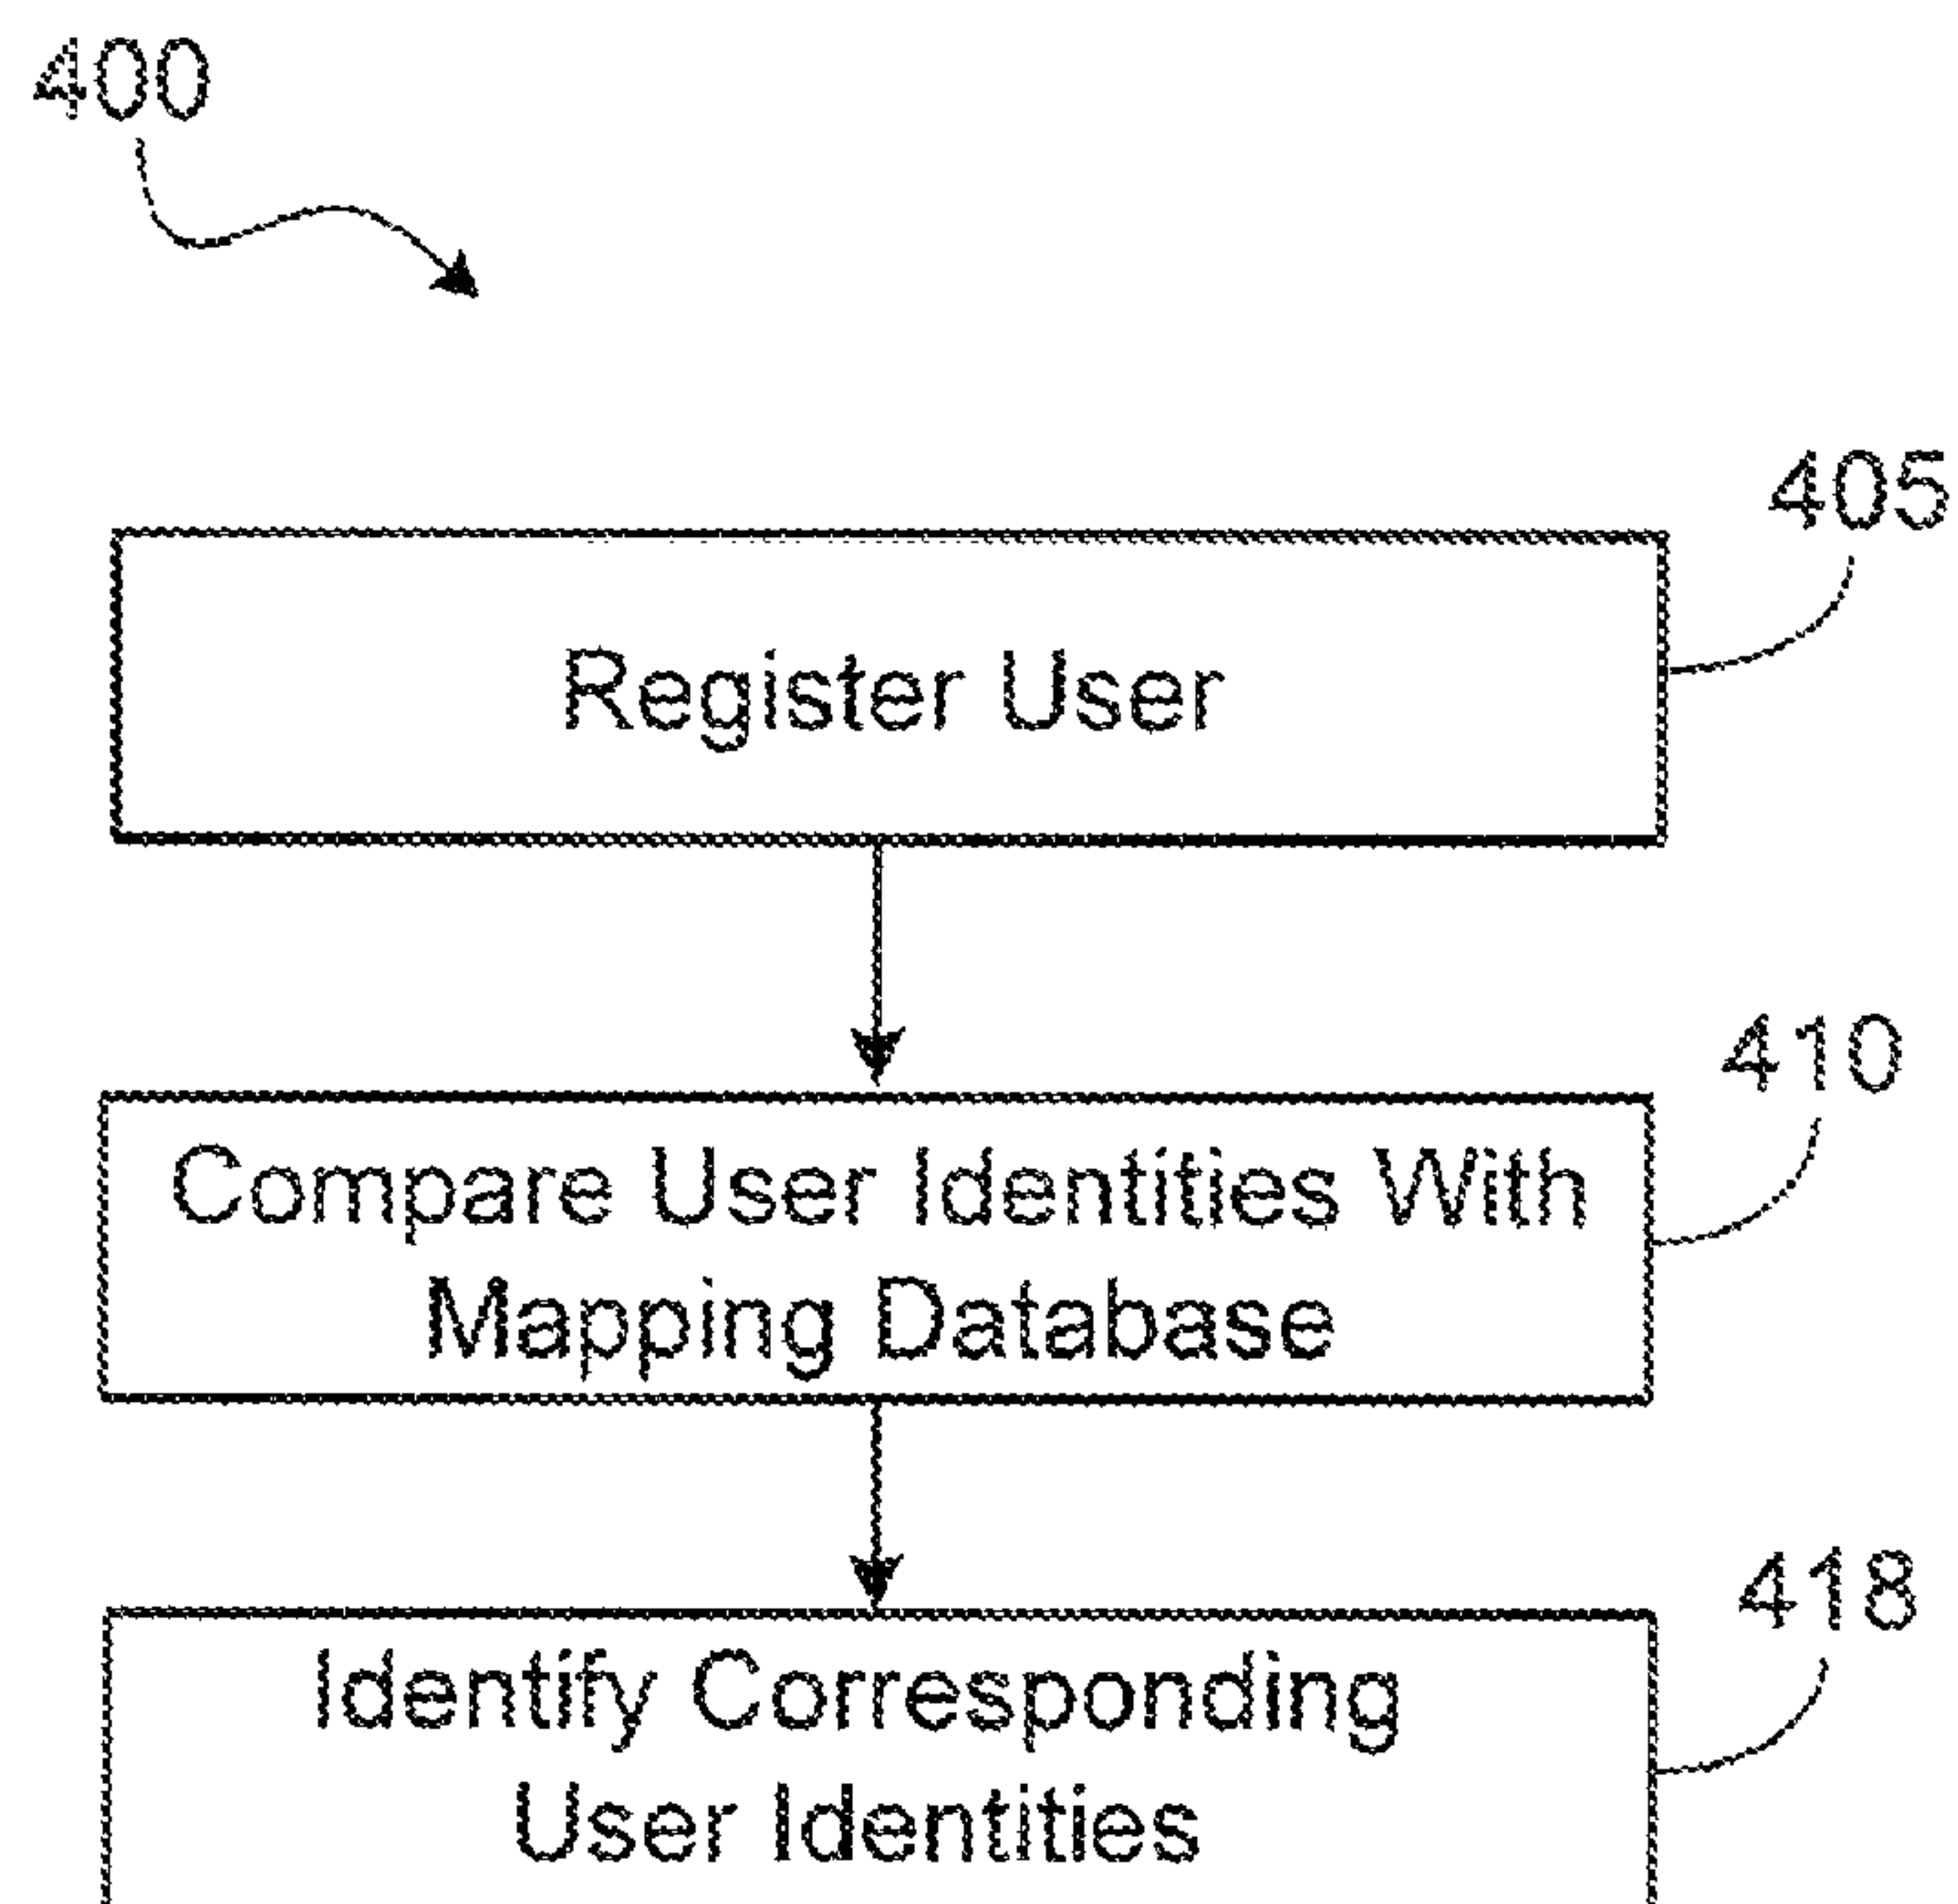 400
405
Register User
410
Compare User Identities With
Mapping Database
418
Identify Corresponding
User Identities